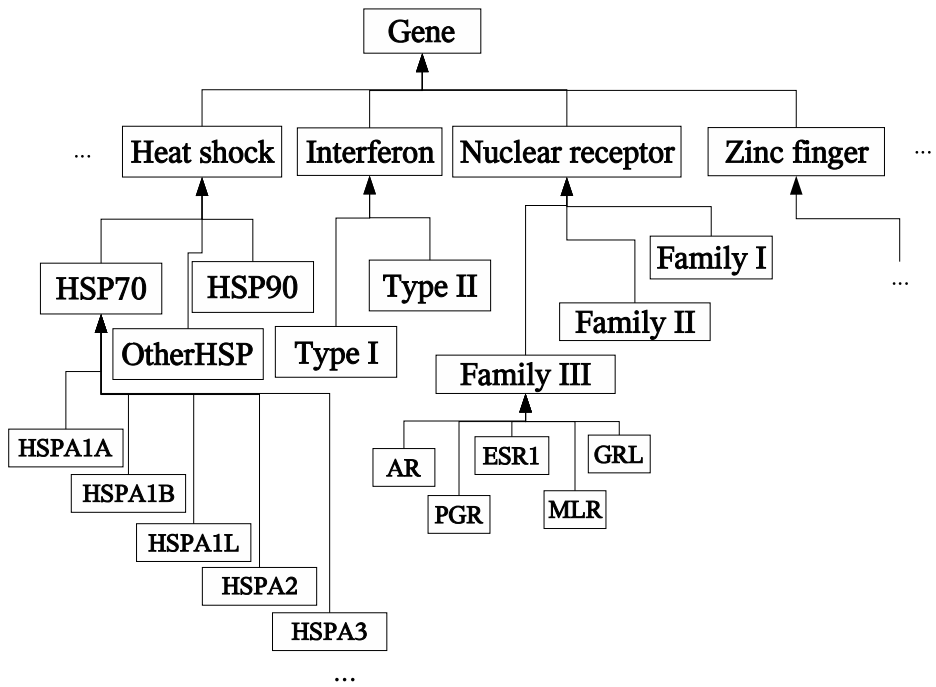 Gene
... Heat shock Interferon Nuclear receptor Zinc finger ...
Family I
HSP70 HSP90 Type II ...
Family II
OtherHSP Type I
Family III
HSPA1A AR ESR1 GRL
HSPA1B PGR MLR
HSPA1L
HSPA2
HSPA3
...